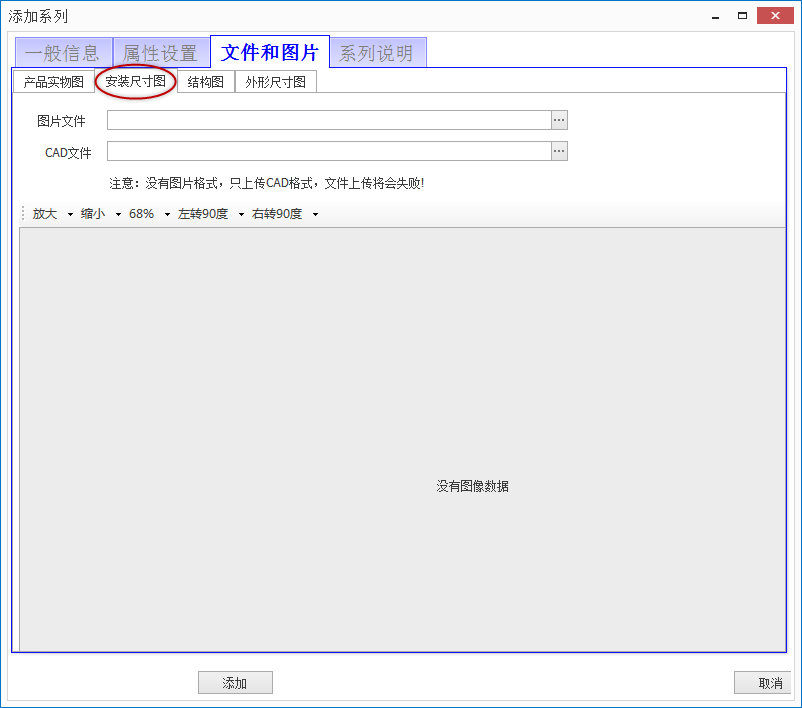 添加系列
一般信息 属性设置 文件和图片 系列说明
产品实物图 安装尺寸图 结构图 外形尺寸图
图片文件
CAD文件
注意：没有图片格式，只上传CAD格式，文件上传将会失败!
放大 缩小 68% 左转90度 右转90度
没有图像数据
添加 取消